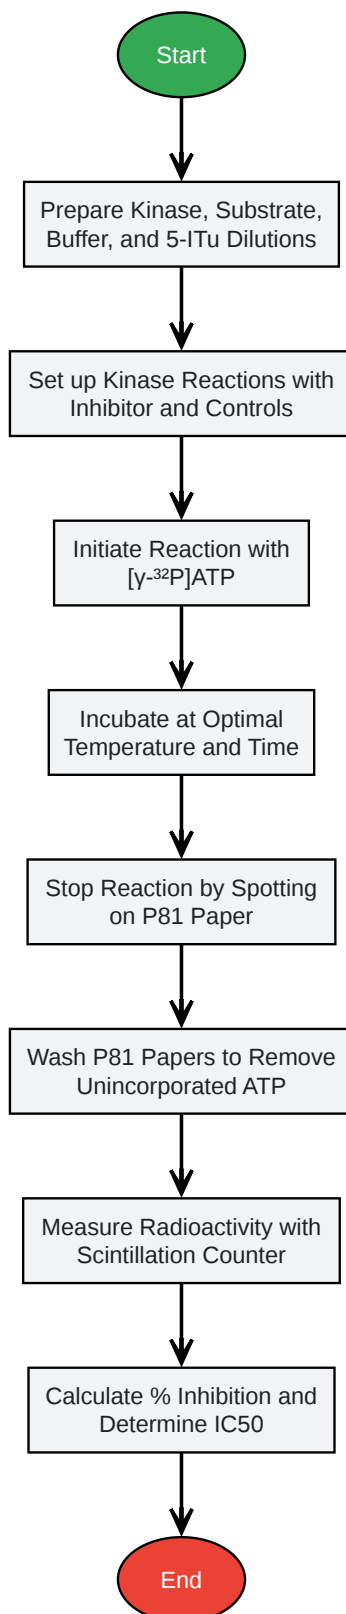 Start
Prepare Kinase, Substrate,
Buffer, and 5-ITu Dilutions
Set up Kinase Reactions with
Inhibitor and Controls
Initiate Reaction with
[γ-³²P]ATP
Incubate at Optimal
Temperature and Time
Stop Reaction by Spotting
on P81 Paper
Wash P81 Papers to Remove
Unincorporated ATP
Measure Radioactivity with
Scintillation Counter
Calculate % Inhibition and
Determine IC50
End